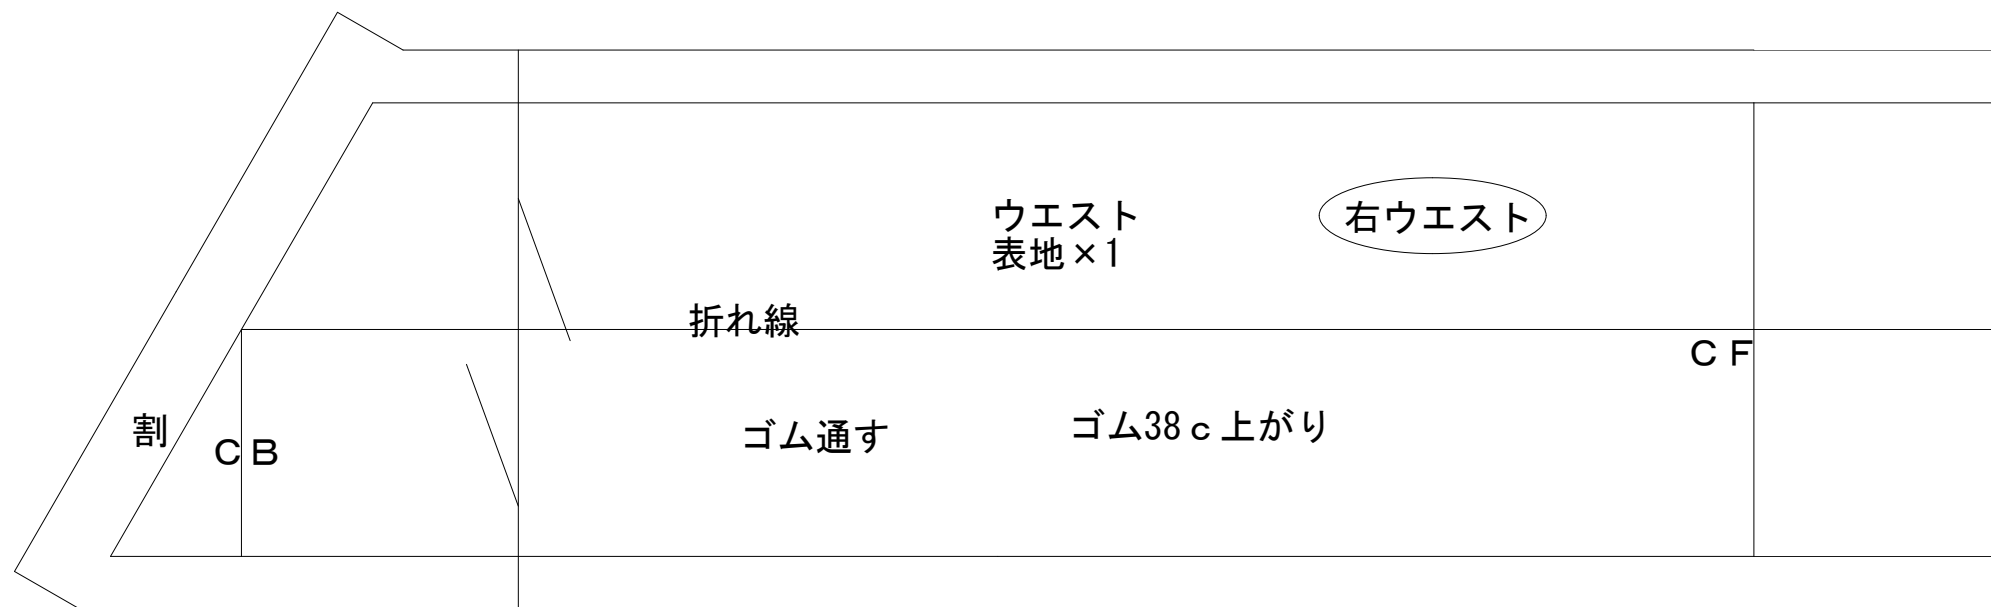 ウエスト
表地×1
右ウエスト
折れ線
CF
ゴム通す
ゴム38c上がり
割
CB